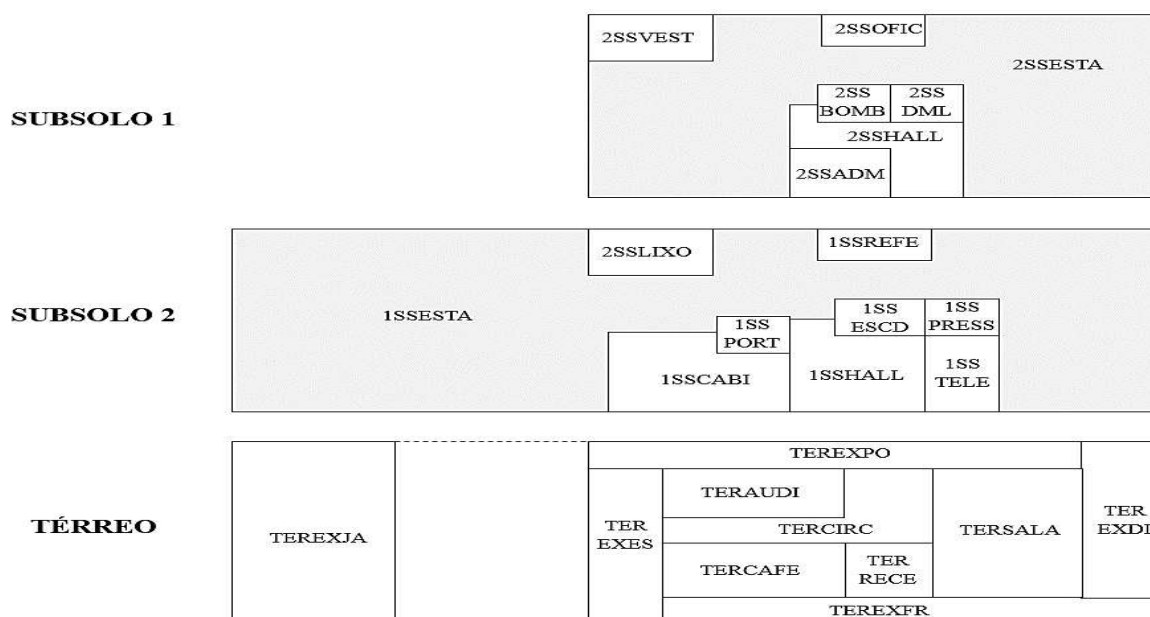 2SSVEST
2SSOFIC
2SSESTA
SUBSOLO 1
2SS
BOMB
2SS
DML
2SSHALL
2SSADM
2SSLIXO
1SSREFE
SUBSOLO 2
1SSESTA
1SS
PORT
1SS
ESCD
1SS
PRESS
1SSCABI
1SSHALL
1SS
TELE
TEREXPO
TÉRREO
TEREXJA
TER
EXES
TERAUDI
TERCIRC
TERCAFE
TER
RECE
TERSALA
TER
EXDI
TEREXFR